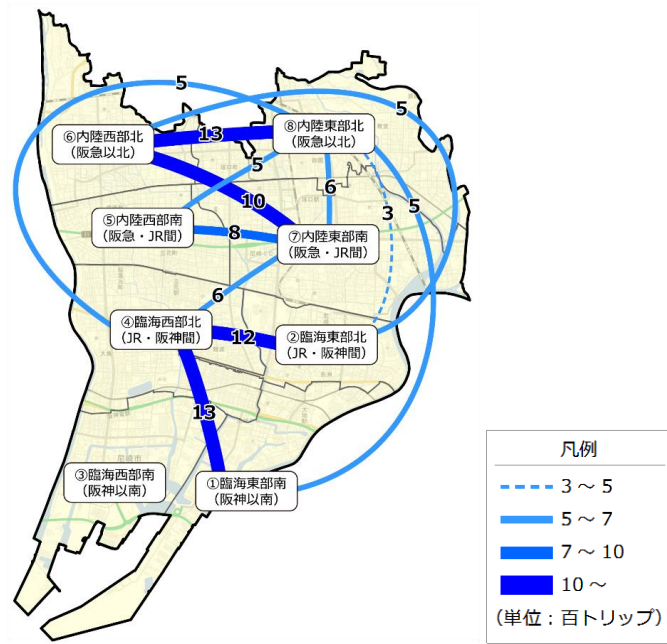 5
⑥内陸西部北
(阪急以北)
13
⑧内陸東部北
(阪急以北)
5
5
10
6
3
5
⑤内陸西部南
(阪急・JR間)
8
⑦内陸東部南
(阪急・JR間)
6
④臨海西部北
(JR・阪神間)
12
②臨海東部北
(JR・阪神間)
13
③臨海西部南
(阪神以南)
①臨海東部南
(阪神以南)
尼崎市
凡例
3 ~ 5
5 ~ 7
7 ~ 10
10 ~
(単位:百トリップ)